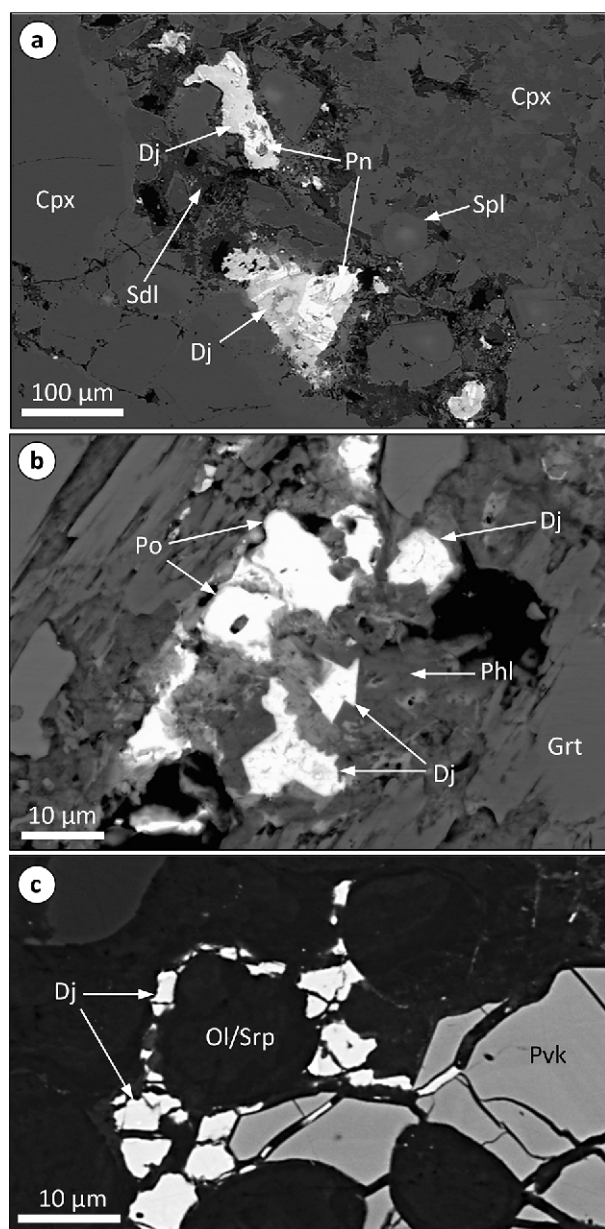 a
Cpx
Dj
Pn
Cpx
Spl
Sdl
Dj
100 µm
b
Po
Dj
Phl
Grt
Dj
10 µm
c
Dj
Ol/Srp
Pvk
10 µm